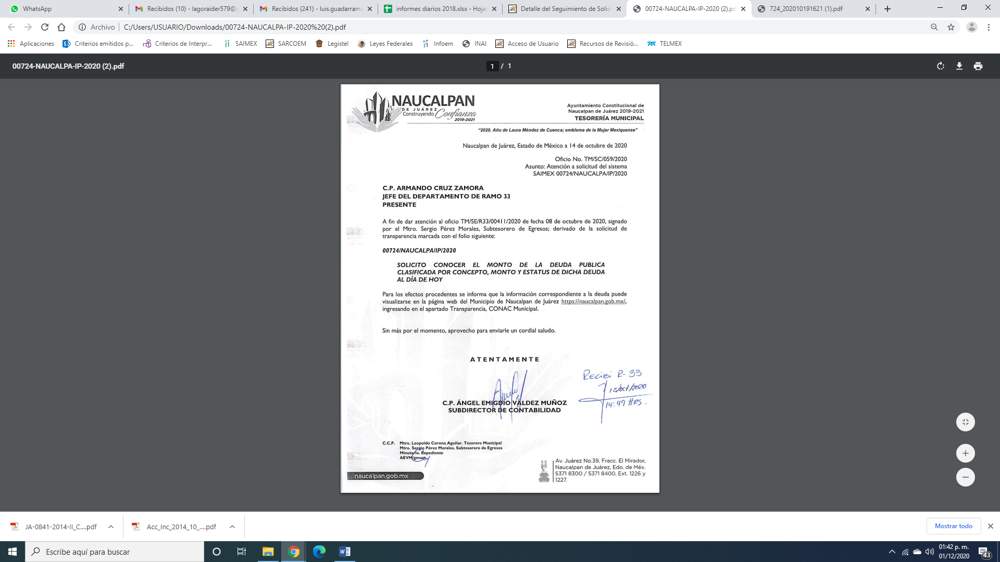 WhatsApp
Recibidos (10) - lagoraider579@g
Recibidos (241) - luis.guadarrama
informes diarios 2018.xlsx - Hoja
Detalle del Seguimiento de Solici
00724-NAUCALPA-IP-2020 (2).pd
724_202010191621 (1).pdf
Archivo
C:/Users/USUARIO/Downloads/00724-NAUCALPA-IP-2020%20(2).pdf
Aplicaciones
Criterios emitidos p...
Criterios de Interpr...
SAIMEX
SARCOEM
Legistel
Leyes Federales
Infoem
INAI
Acceso de Usuario
Recursos de Revisió...
TELMEX
00724-NAUCALPA-IP-2020 (2).pdf
1 / 1
NAUCALPAN
DE JUÁREZ
Construyendo Confianza
2019-2021
Ayuntamiento Constitucional de
Naucalpan de Juárez 2019-2021
TESORERÍA MUNICIPAL
"2020. Año de Laura Méndez de Cuenca; emblema de la Mujer Mexiquense"
Naucalpan de Juárez, Estado de México a 14 de octubre de 2020
Oficio No. TM/SC/059/2020
Asunto: Atención a solicitud del sistema
SAIMEX 00724/NAUCALPA/IP/2020
C.P. ARMANDO CRUZ ZAMORA
JEFE DEL DEPARTAMENTO DE RAMO 33
PRESENTE
A fin de dar atención al oficio TM/SE/R33/00411/2020 de fecha 08 de octubre de 2020, signado
por el Mtro. Sergio Pérez Morales, Subtesorero de Egresos; derivado de la solicitud de
transparencia marcada con el folio siguiente:
00724/NAUCALPA/IP/2020
SOLICITO CONOCER EL MONTO DE LA DEUDA PUBLICA
CLASIFICADA POR CONCEPTO, MONTO Y ESTATUS DE DICHA DEUDA
AL DÍA DE HOY
Para los efectos procedentes se informa que la información correspondiente a la deuda puede
visualizarse en la página web del Municipio de Naucalpan de Juárez https://naucalpan.gob.mx/,
ingresando en el apartado Transparencia, CONAC Municipal.
Sin más por el momento, aprovecho para enviarle un cordial saludo.
ATENTAMENTE
Recibi R-33
15/oct/2020
14:49 HRS.
C.P. ÁNGEL EMIGDIO VALDEZ MUÑOZ
SUBDIRECTOR DE CONTABILIDAD
C.C.P. Mtro. Leopoldo Corona Aguilar. Tesorero Municipal
Mtro. Sergio Pérez Morales. Subtesorero de Egresos
Minutario. Expediente
AEVM/gmum.
naucalpan.gob.mx
Av. Juárez No.39, Fracc. El Mirador,
Naucalpan de Juárez, Edo. de Méx.
5371 8300 / 5371 8400, Ext. 1226 y
1227.
JA-0841-2014-II_C....pdf
Acc_Inc_2014_10_....pdf
Mostrar todo
Escribe aquí para buscar
01:42 p. m.
01/12/2020
43